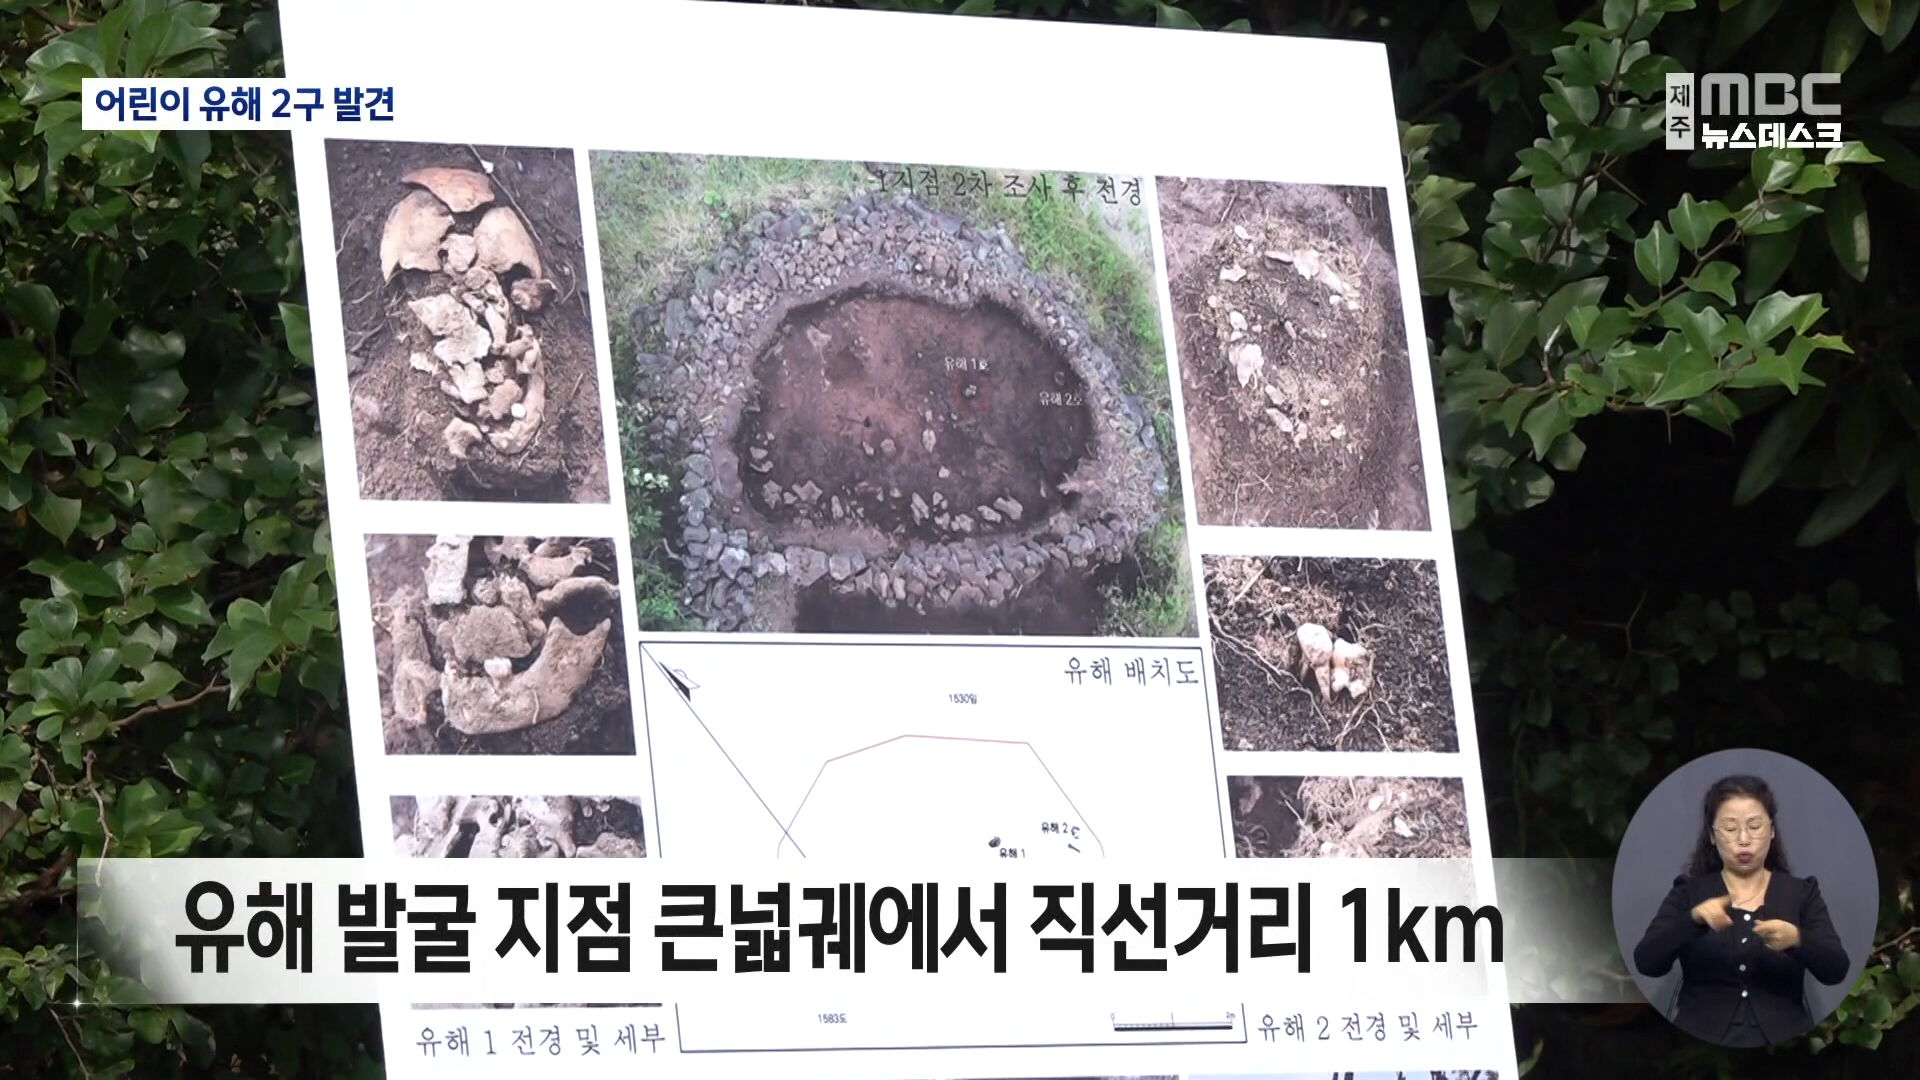 어린이 유해 2구 발견
제주
MBC
뉴스데스크
1지점 2차 조사 후 전경
유해 1호
유해 2호
유해 배치도
1530임
유해 2
유해 1
유해 발굴 지점 큰넓궤에서 직선거리 1km
1583도
0
2m
유해 1 전경 및 세부
유해 2 전경 및 세부